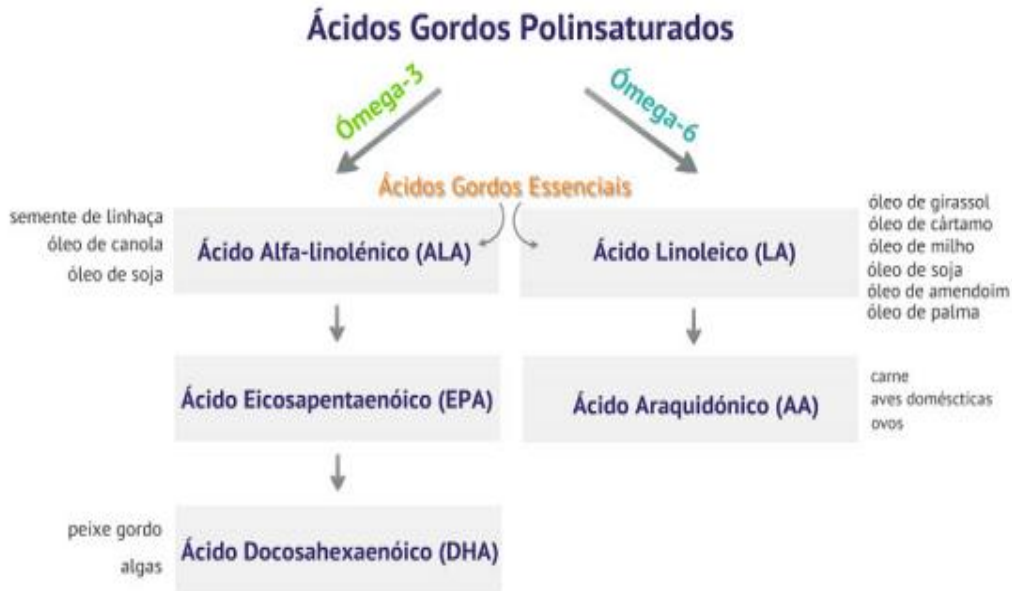 Ácidos Gordos Polinsaturados
Ómega-3
Ómega-6
Ácidos Gordos Essenciais
semente de linhaça
óleo de canola
óleo de soja
Ácido Alfa-linolénico (ALA)
Ácido Linoleico (LA)
óleo de girassol
óleo de cârtamo
óleo de milho
óleo de soja
óleo de amendoim
óleo de palma
Ácido Eicosapentaenóico (EPA)
Ácido Araquidónico (AA)
carne
aves doméscticas
ovos
peixe gordo
algas
Ácido Docosahexaenóico (DHA)